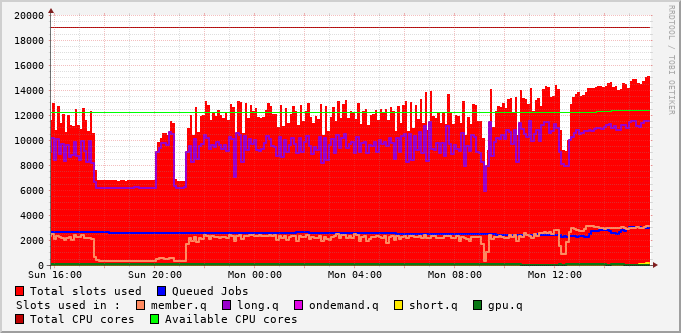 20000
18000
16000
14000
12000
10000
8000
6000
4000
2000
0
Sun 16:00 Sun 20:00 Mon 00:00 Mon 04:00 Mon 08:00 Mon 12:00
RRDTOOL / TOBI OETIKER
Total slots used Queued Jobs
Slots used in : member.q long.q ondemand.q short.q gpu.q
Total CPU cores Available CPU cores